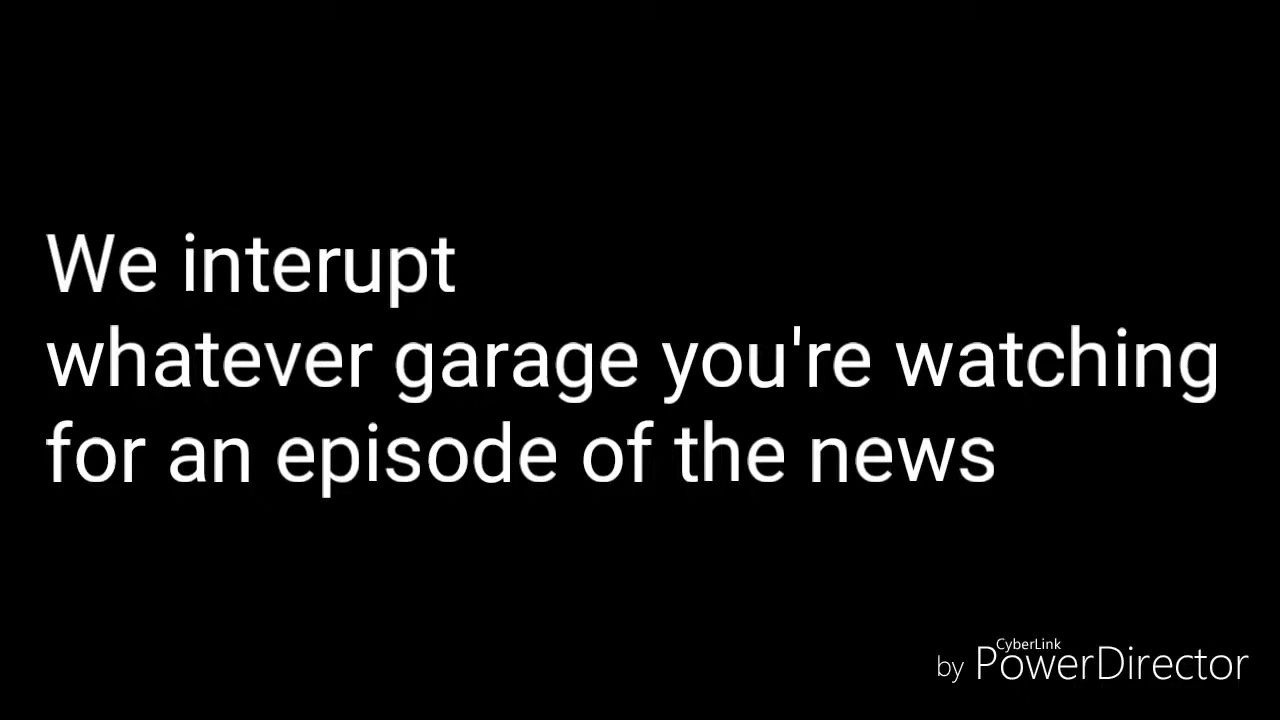 We interupt
whatever garage you're watching
for an episode of the news
CyberLink
by PowerDirector